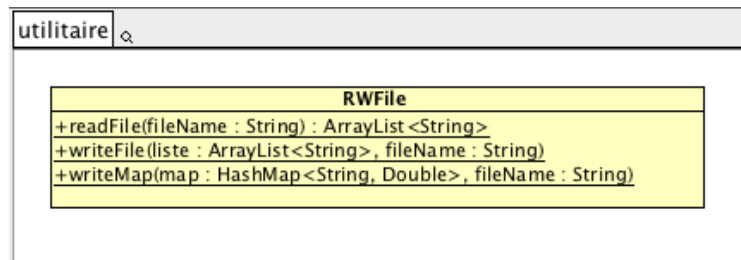 utilitaire
RWFile
+readFile(fileName : String) : ArrayList<String>
+writeFile(liste : ArrayList<String>, fileName : String)
+writeMap(map : HashMap<String, Double>, fileName : String)